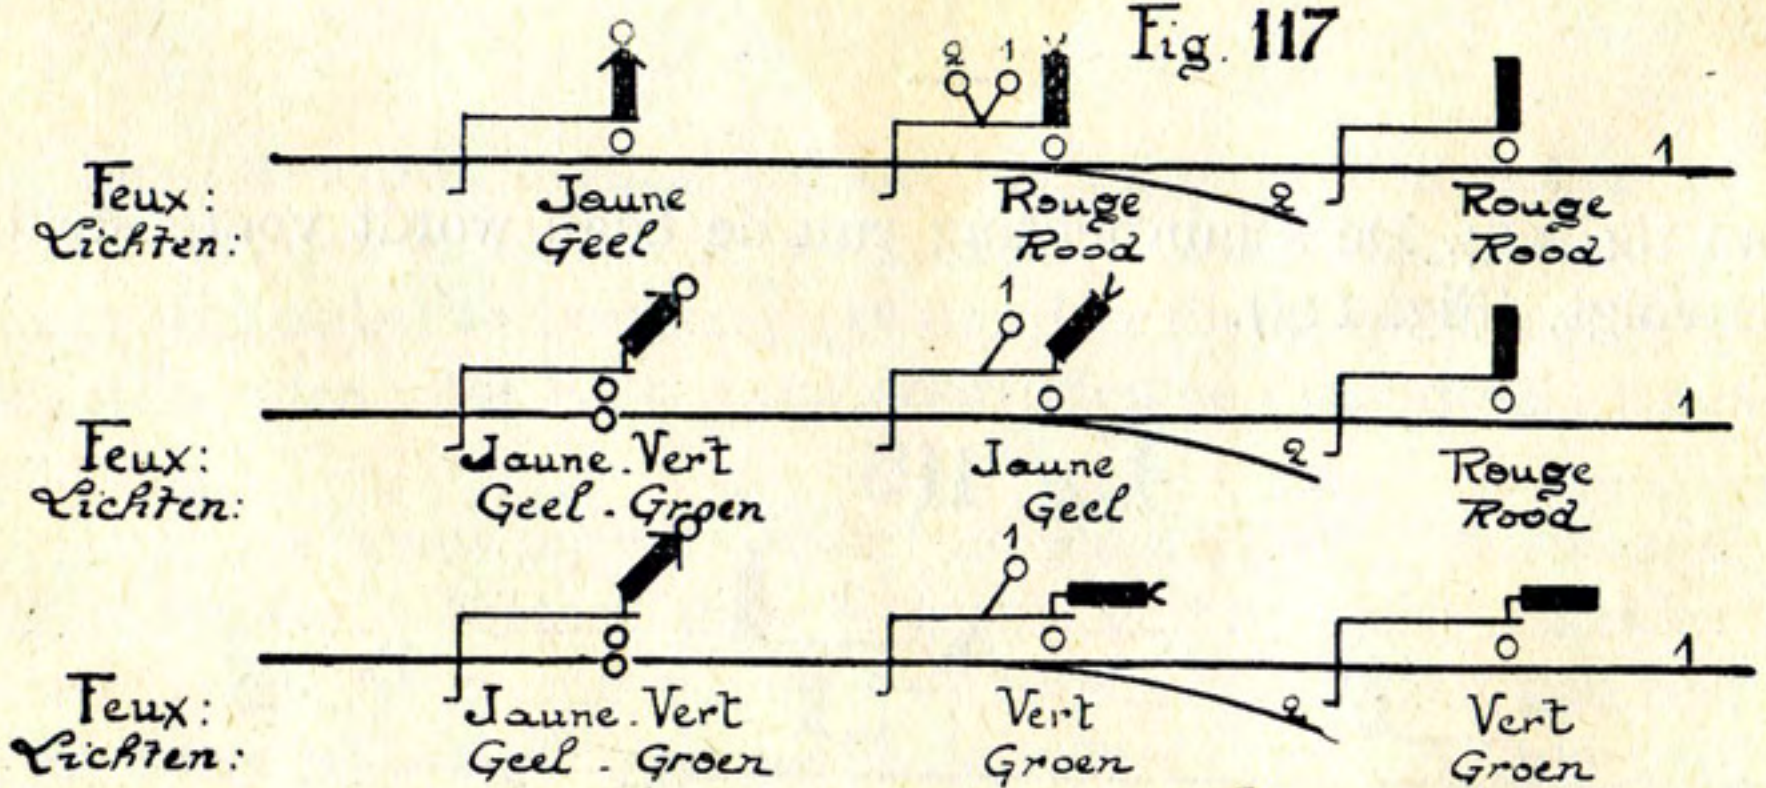 Fig. 117
2 1
1
Feux: Jaune Rouge 2 Rouge
Lichten: Geel Rood Rood
1
1
Feux: Jaune. Vert Jaune 2 Rouge
Lichten: Geel. Groen Geel Rood
1
1
Feux: Jaune. Vert Vert 2 Vert
Lichten: Geel. Groen Groen Groen